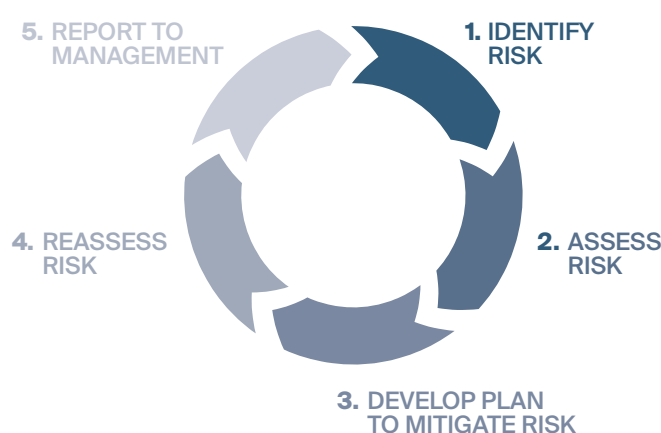 1. IDENTIFY
RISK
2. ASSESS
RISK
3. DEVELOP PLAN
TO MITIGATE RISK
4. REASSESS
RISK
5. REPORT TO
MANAGEMENT